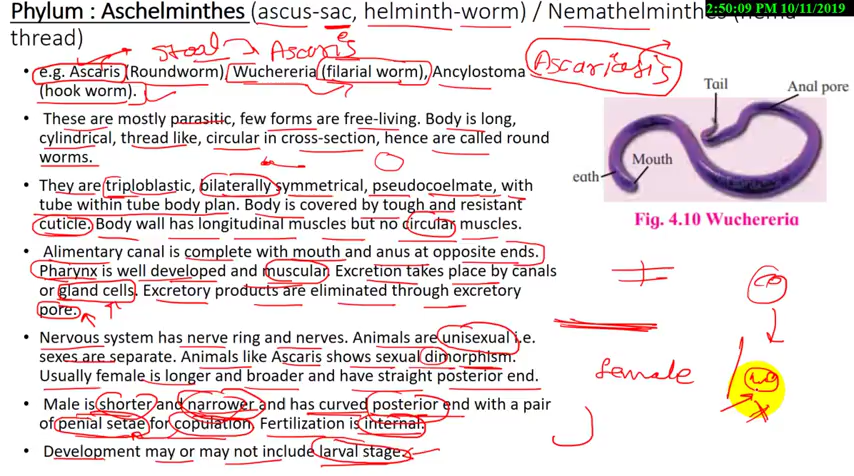 Phylum : Aschelminthes (ascus-sac, helminth-worm) / Nemathelminthes (nema
thread)
2:50:09 PM 10/11/2019
stool → Ascaris
e
• e.g. Ascaris (Roundworm), Wuchereria (filarial worm), Ancylostoma
(hook worm).
Ascariasis
• These are mostly parasitic, few forms are free-living. Body is long,
cylindrical, thread like, circular in cross-section, hence are called round
worms.
• They are triploblastic, bilaterally symmetrical, pseudocoelmate, with
tube within tube body plan. Body is covered by tough and resistant
cuticle. Body wall has longitudinal muscles but no circular muscles.
• Alimentary canal is complete with mouth and anus at opposite ends.
Pharynx is well developed and muscular. Excretion takes place by canals
or gland cells. Excretory products are eliminated through excretory
pore.
• Nervous system has nerve ring and nerves. Animals are unisexual i.e.
sexes are separate. Animals like Ascaris shows sexual dimorphism.
Usually female is longer and broader and have straight posterior end.
• Male is shorter and narrower and has curved posterior end with a pair
of penial setae for copulation. Fertilization is internal.
• Development may or may not include larval stage.
Tail
Anal pore
Mouth
eath
Fig. 4.10 Wuchereria
female